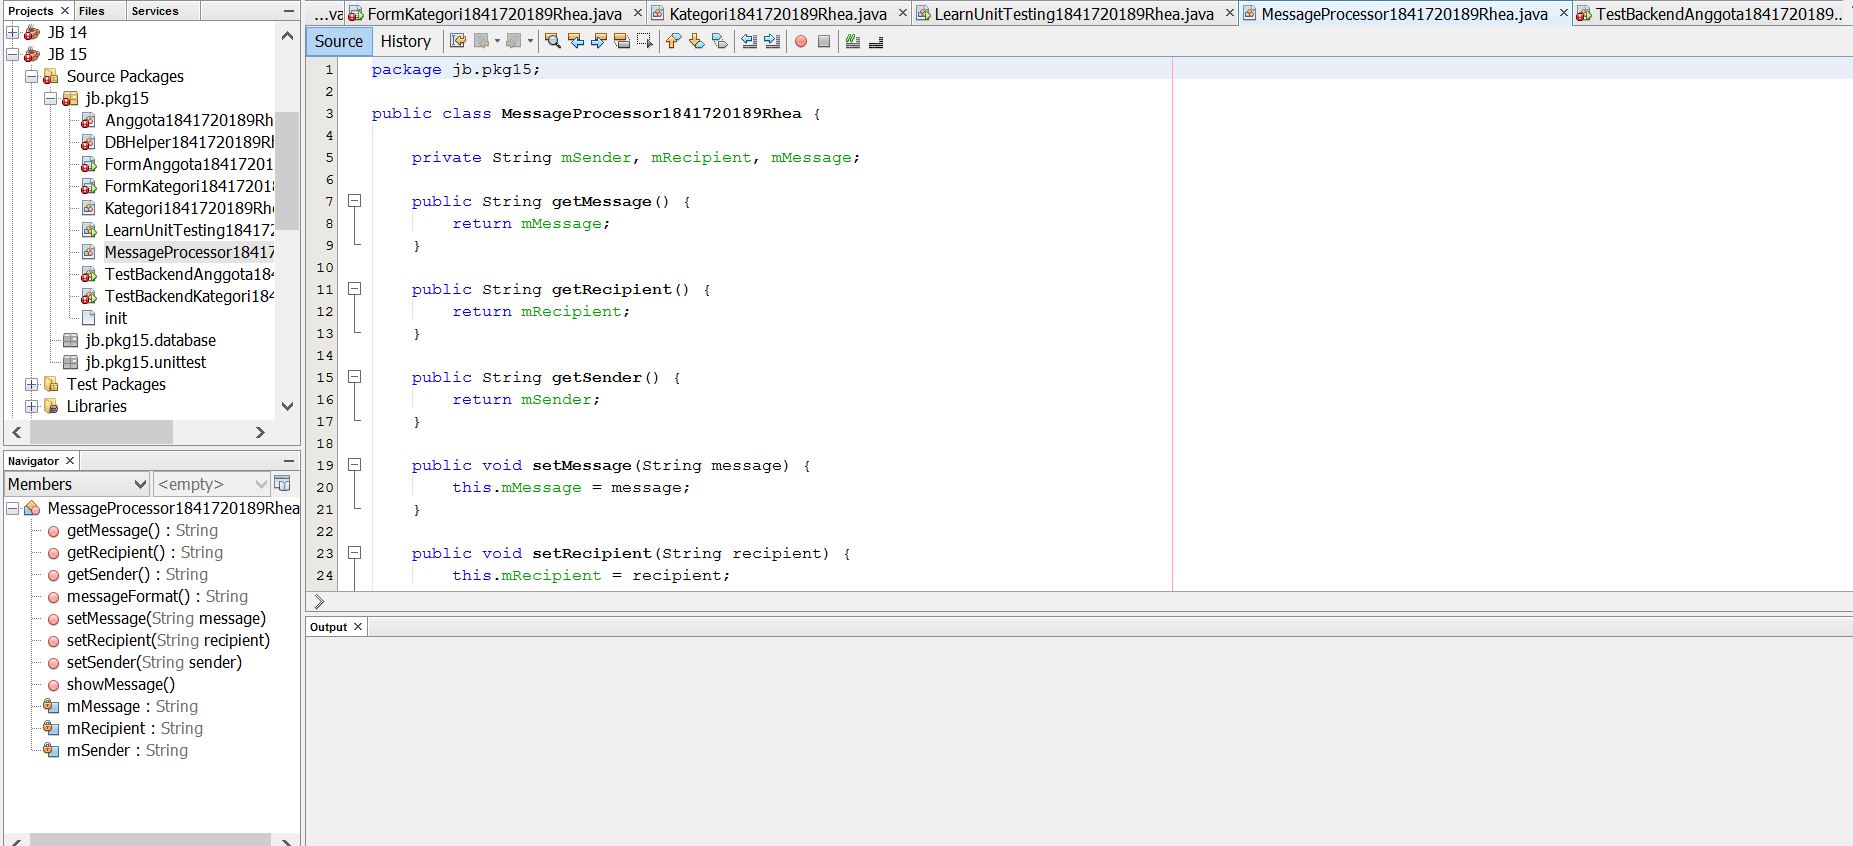 Projects Files Services
JB 14
JB 15
Source Packages
jb.pkg15
Anggota1841720189Rh
DBHelper1841720189R
FormAnggota18417201
FormKategori1841720
Kategori1841720189Rh
LearnUnitTesting18417
MessageProcessor18417
TestBackendAnggota184
TestBackendKategori184
init
jb.pkg15.database
jb.pkg15.unittest
Test Packages
Libraries
Navigator
Members <empty>
MessageProcessor1841720189Rhea
getMessage() : String
getRecipient() : String
getSender() : String
messageFormat() : String
setMessage(String message)
setRecipient(String recipient)
setSender(String sender)
showMessage()
mMessage : String
mRecipient : String
mSender : String
...va FormKategori1841720189Rhea.java Kategori1841720189Rhea.java LearnUnitTesting1841720189Rhea.java MessageProcessor1841720189Rhea.java TestBackendAnggota1841720189...
Source History
1 package jb.pkg15;
2
3 public class MessageProcessor1841720189Rhea {
4
5 private String mSender, mRecipient, mMessage;
6
7 public String getMessage() {
8 return mMessage;
9 }
10
11 public String getRecipient() {
12 return mRecipient;
13 }
14
15 public String getSender() {
16 return mSender;
17 }
18
19 public void setMessage(String message) {
20 this.mMessage = message;
21 }
22
23 public void setRecipient(String recipient) {
24 this.mRecipient = recipient;
Output